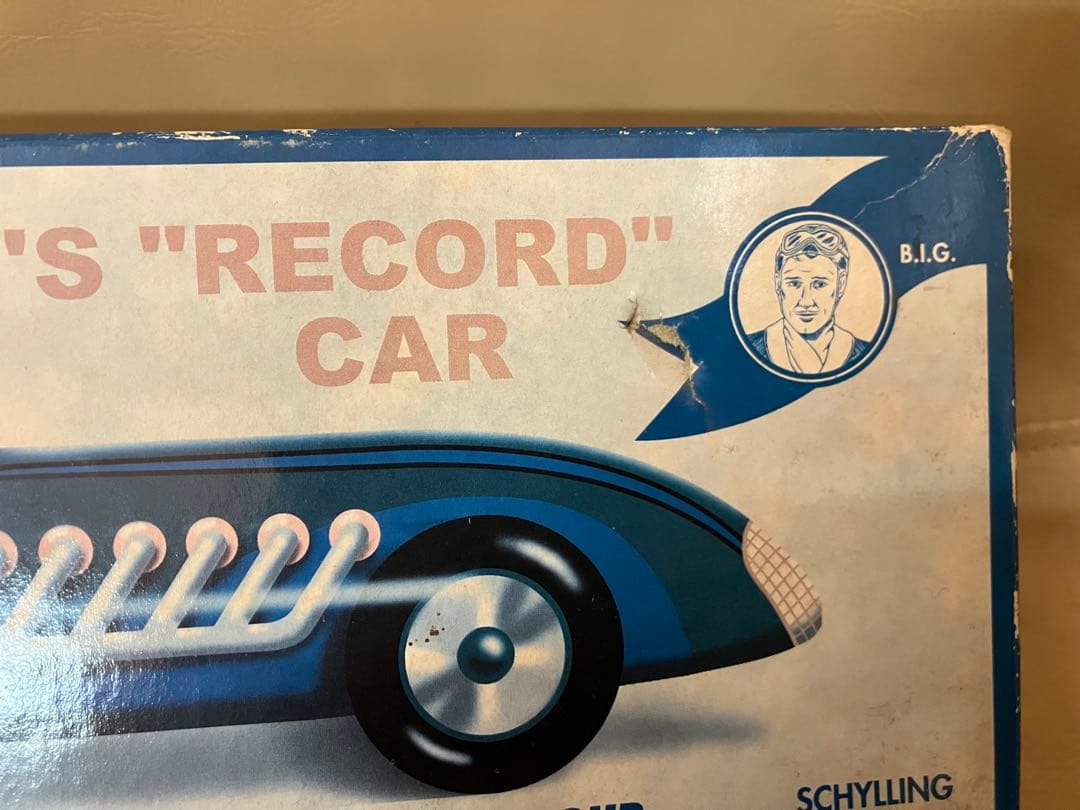 'S "RECORD"
CAR
B.I.G.
SCHYLLING